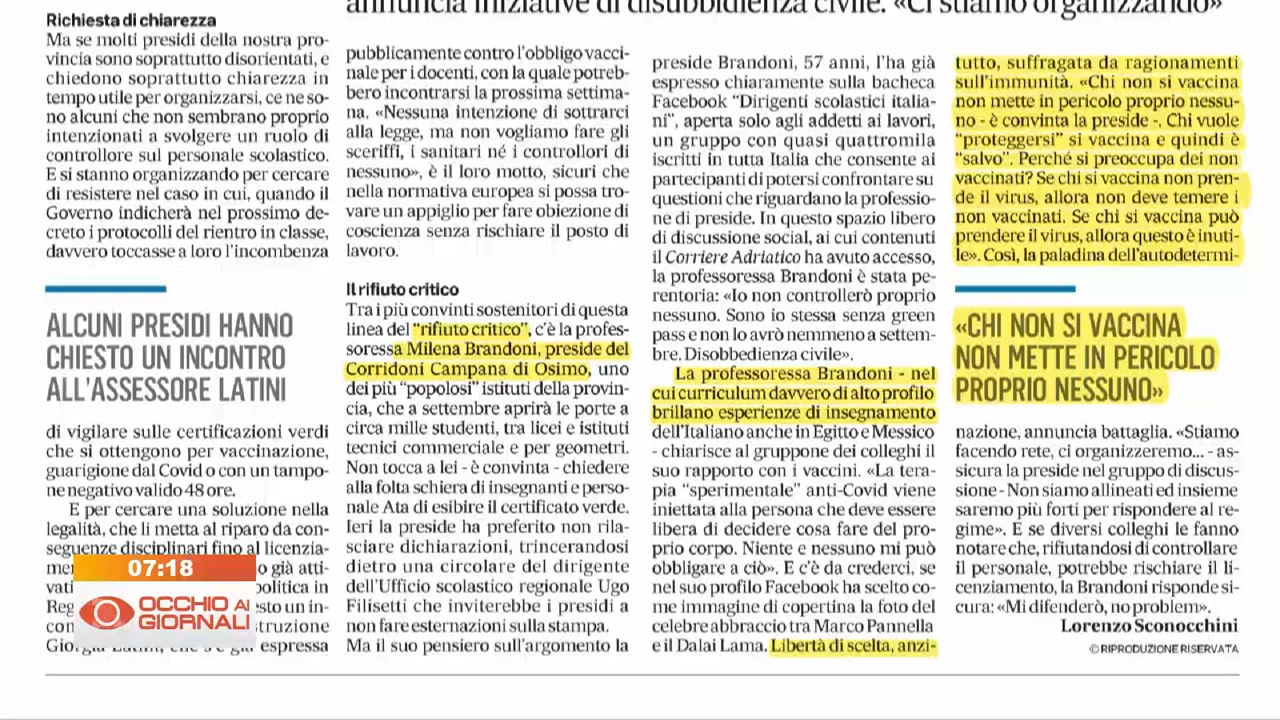 annuncia iniziative di disubbidienza civile. «Ci stiamo organizzando»
Richiesta di chiarezza
Ma se molti presidi della nostra pro-
vincia sono soprattutto disorientati, e
chiedono soprattutto chiarezza in
tempo utile per organizzarsi, ce ne so-
no alcuni che non sembrano proprio
intenzionati a svolgere un ruolo di
controllore sul personale scolastico.
E si stanno organizzando per cercare
di resistere nel caso in cui, quando il
Governo indicherà nel prossimo de-
creto i protocolli del rientro in classe,
davvero toccasse a loro l'incombenza
ALCUNI PRESIDI HANNO
CHIESTO UN INCONTRO
ALL'ASSESSORE LATINI
di vigilare sulle certificazioni verdi
che si ottengono per vaccinazione,
guarigione dal Covid o con un tampo-
ne negativo valido 48 ore.
E per cercare una soluzione nella
legalità, che li metta al riparo da con-
seguenze disciplinari fino al licenzia-
o già atti-
vati politica in
Reg esto un in-
con struzione
espressa
07:18
OCCHIO AI
GIORNALI
pubblicamente contro l'obbligo vacci-
nale per i docenti, con la quale potreb-
bero incontrarsi la prossima settima-
na. «Nessuna intenzione di sottrarci
alla legge, ma non vogliamo fare gli
sceriffi, i sanitari né i controllori di
nessuno», è il loro motto, sicuri che
nella normativa europea si possa tro-
vare un appiglio per fare obiezione di
coscienza senza rischiare il posto di
lavoro.
Il rifiuto critico
Tra i più convinti sostenitori di questa
linea del “rifiuto critico”, c'è la profes-
soressa Milena Brandoni, preside del
Corridoni Campana di Osimo, uno
dei più “popolosi” istituti della provin-
cia, che a settembre aprirà le porte a
circa mille studenti, tra licei e istituti
tecnici commerciale e per geometri.
Non tocca a lei - è convinta - chiedere
alla folta schiera di insegnanti e perso-
nale Ata di esibire il certificato verde.
Ieri la preside ha preferito non rila-
sciare dichiarazioni, trincerandosi
dietro una circolare del dirigente
dell'Ufficio scolastico regionale Ugo
Filisetti che inviterebbe i presidi a
non fare esternazioni sulla stampa.
Ma il suo pensiero sull'argomento la
preside Brandoni, 57 anni, l'ha già
espresso chiaramente sulla bacheca
Facebook “Dirigenti scolastici italia-
ni”, aperta solo agli addetti ai lavori,
un gruppo con quasi quattromila
iscritti in tutta Italia che consente ai
partecipanti di potersi confrontare su
questioni che riguardano la professio-
ne di preside. In questo spazio libero
di discussione social, ai cui contenuti
il Corriere Adriatico ha avuto accesso,
la professoressa Brandoni è stata pe-
rentoria: «Io non controllerò proprio
nessuno. Sono io stessa senza green
pass e non lo avrò nemmeno a settem-
bre. Disobbedienza civile».
La professoressa Brandoni - nel
cui curriculum davvero di alto profilo
brillano esperienze di insegnamento
dell'Italiano anche in Egitto e Messico
- chiarisce al gruppone dei colleghi il
suo rapporto con i vaccini. «La tera-
pia “sperimentale” anti-Covid viene
iniettata alla persona che deve essere
libera di decidere cosa fare del pro-
prio corpo. Niente e nessuno mi può
obbligare a ciò». E c'è da crederci, se
nel suo profilo Facebook ha scelto co-
me immagine di copertina la foto del
celebre abbraccio tra Marco Pannella
e il Dalai Lama. Libertà di scelta, anzi-
tutto, suffragata da ragionamenti
sull'immunità. «Chi non si vaccina
non mette in pericolo proprio nessu-
no - è convinta la preside -. Chi vuole
“proteggersi” si vaccina e quindi è
“salvo”. Perché si preoccupa dei non
vaccinati? Se chi si vaccina non pren-
de il virus, allora non deve temere i
non vaccinati. Se chi si vaccina può
prendere il virus, allora questo è inuti-
le». Così, la paladina dell'autodetermi-
«CHI NON SI VACCINA
NON METTE IN PERICOLO
PROPRIO NESSUNO»
nazione, annuncia battaglia. «Stiamo
facendo rete, ci organizzeremo... - as-
sicura la preside nel gruppo di discus-
sione - Non siamo allineati ed insieme
saremo più forti per rispondere al re-
gime». E se diversi colleghi le fanno
notare che, rifiutandosi di controllare
il personale, potrebbe rischiare il li-
cenziamento, la Brandoni risponde si-
cura: «Mi difenderò, no problem».
Lorenzo Sconocchini
© RIPRODUZIONE RISERVATA